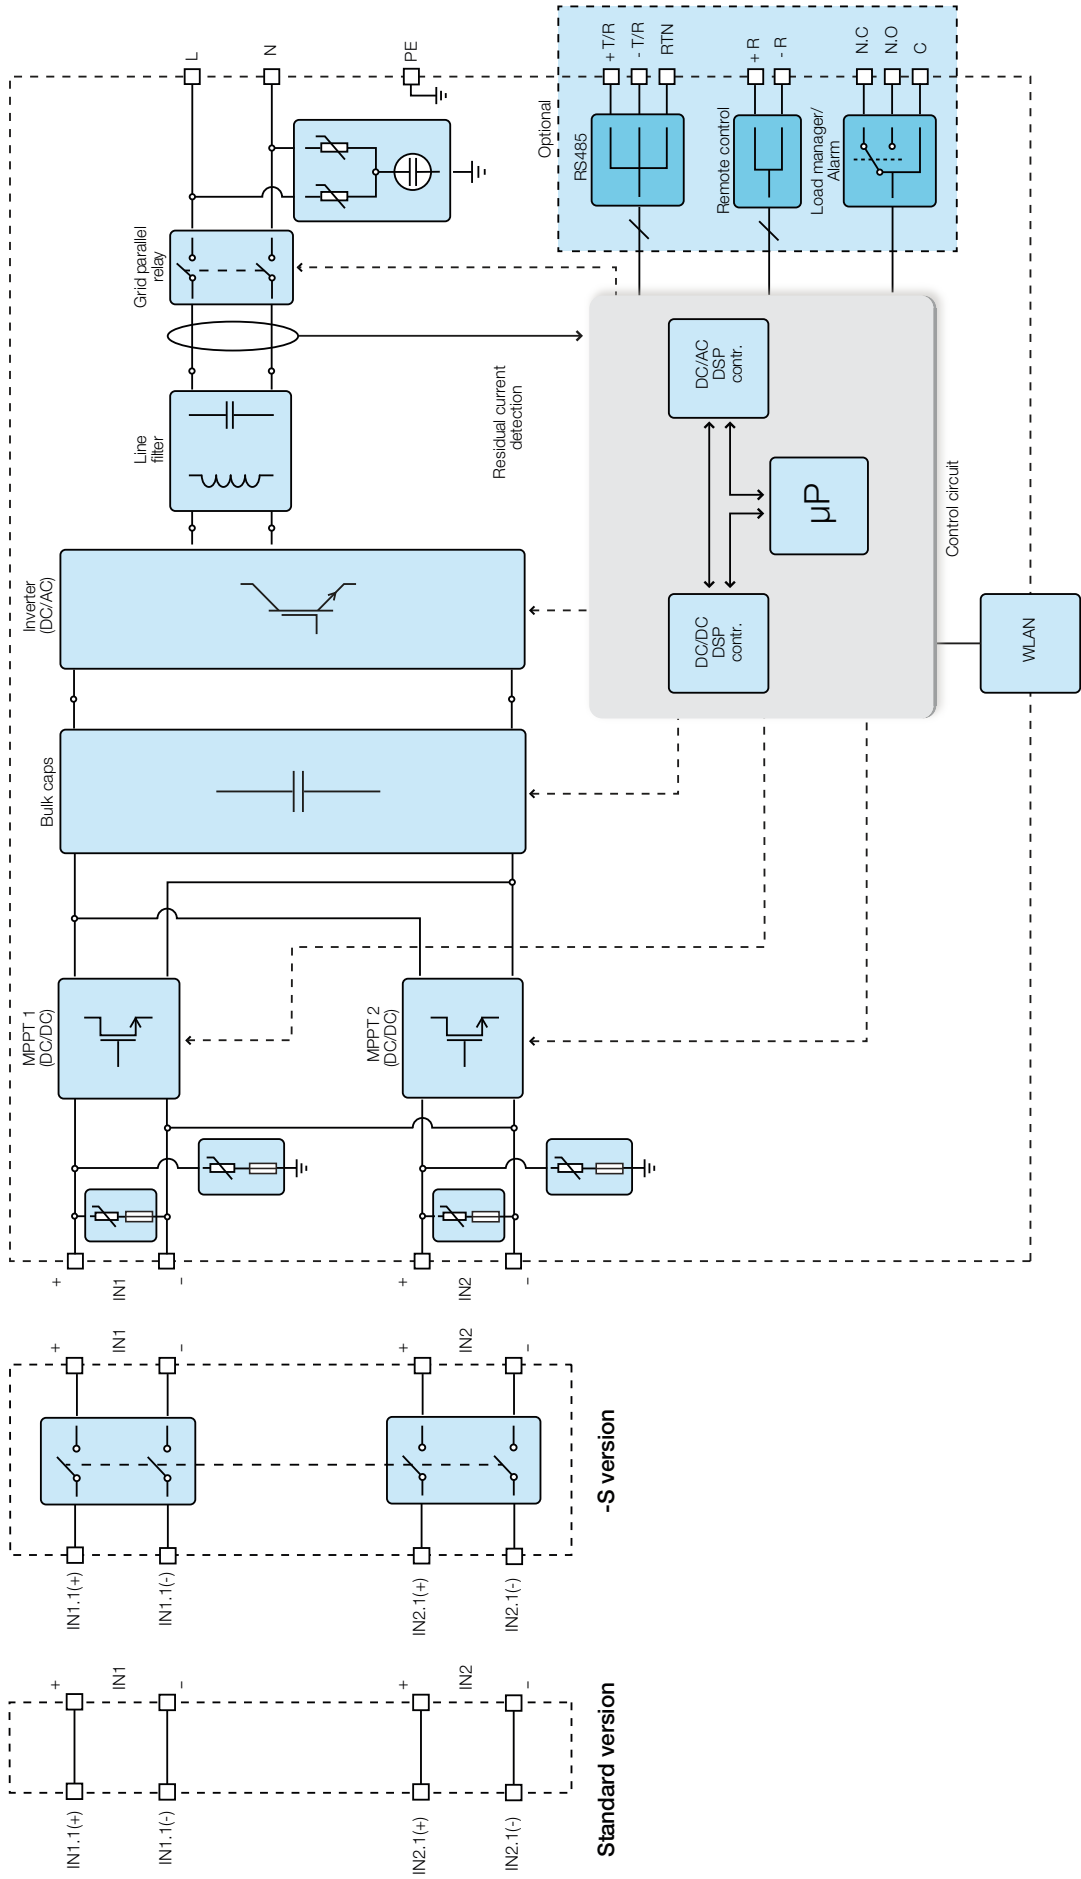 Standard version
IN1.1(+)
IN1.1(-)
IN2.1(+)
IN2.1(-)
+
IN1
–
+
IN2
–
-S version
IN1.1(+)
IN1.1(-)
IN2.1(+)
IN2.1(-)
+
IN1
–
+
IN2
–
+
IN1
–
+
IN2
–
MPPT 1
(DC/DC)
MPPT 2
(DC/DC)
Bulk caps
Inverter
(DC/AC)
Line
filter
Grid parallel
relay
Residual current
detection
L
N
PE
DC/DC
DSP
contr.
µP
DC/AC
DSP
contr.
Control circuit
WLAN
Optional
RS485
Remote control
Load manager/
Alarm
+ T/R
- T/R
RTN
+ R
- R
N.C
N.O
C